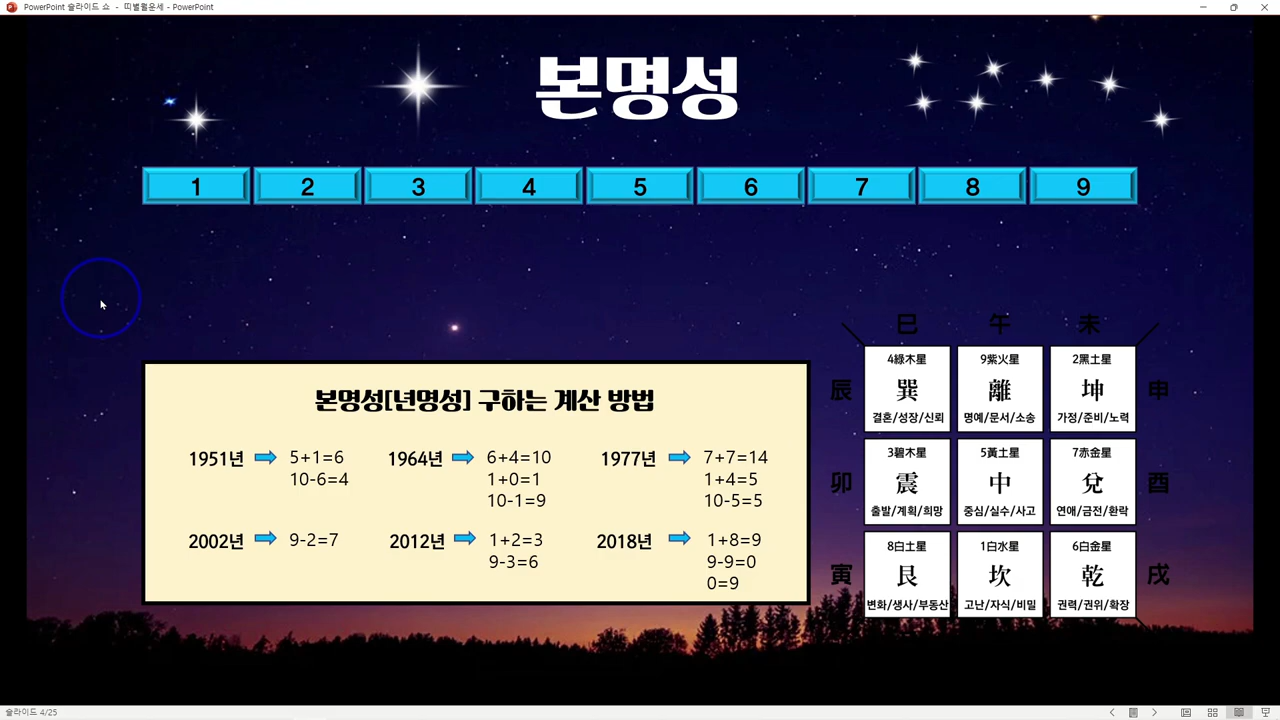 PowerPoint 슬라이드 쇼 - 띠별월운세 - PowerPoint
본명성
1 2 3 4 5 6 7 8 9
본명성[년명성] 구하는 계산 방법
1951년
5+1=6
10-6=4
1964년
6+4=10
1+0=1
10-1=9
1977년
7+7=14
1+4=5
10-5=5
2002년
9-2=7
2012년
1+2=3
9-3=6
2018년
1+8=9
9-9=0
0=9
巳 午 未
辰
4綠木星
巽
결혼/성장/신뢰
9紫火星
離
명예/문서/소송
2黑土星
坤
가정/준비/노력
申
卯
3碧木星
震
출발/계획/희망
5黃土星
中
중심/실수/사고
7赤金星
兌
연애/금전/환락
酉
寅
8白土星
艮
변화/생사/부동산
1白水星
坎
고난/자식/비밀
6白金星
乾
권력/권위/확장
戌
슬라이드 4/25